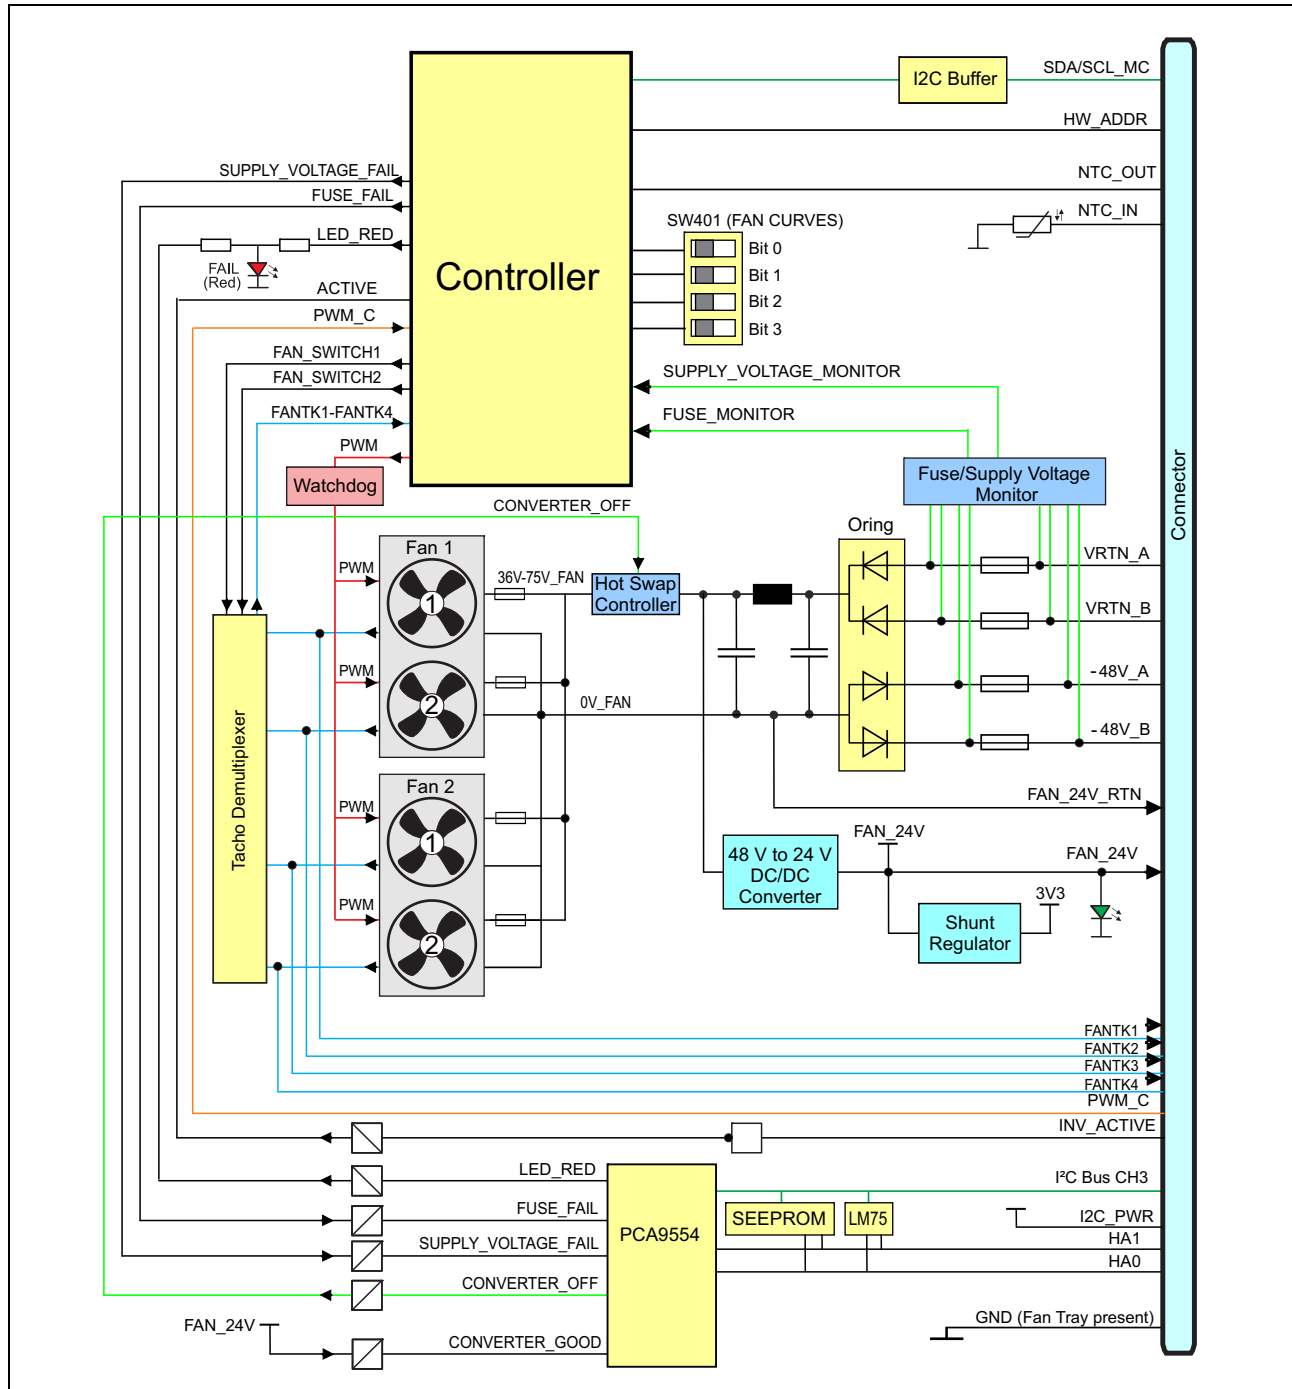 I2C Buffer
SDA/SCL_MC
HW_ADDR
SUPPLY_VOLTAGE_FAIL
NTC_OUT
FUSE_FAIL
NTC_IN
SW401 (FAN CURVES)
LED_RED
Bit 0
FAIL
(Red)
Controller
Bit 1
ACTIVE
Bit 2
PWM_C
Bit 3
FAN_SWITCH1
SUPPLY_VOLTAGE_MONITOR
FAN_SWITCH2
FANTK1-FANTK4
FUSE_MONITOR
PWM
Watchdog
Fuse/Supply Voltage
Monitor
Connector
CONVERTER_OFF
Oring
Fan 1
VRTN_A
PWM
36V-75V_FAN
Hot Swap
Controller
1
VRTN_B
PWM
-48V_A
2
0V_FAN
-48V_B
Fan 2
FAN_24V_RTN
PWM
1
FAN_24V
48 V to 24 V
DC/DC
Converter
FAN_24V
Tacho Demultiplexer
3V3
PWM
Shunt
Regulator
2
FANTK1
FANTK2
FANTK3
FANTK4
PWM_C
INV_ACTIVE
LED_RED
I²C Bus CH3
FUSE_FAIL
SEEPROM
LM75
I2C_PWR
PCA9554
HA1
SUPPLY_VOLTAGE_FAIL
HA0
CONVERTER_OFF
FAN_24V
GND (Fan Tray present)
CONVERTER_GOOD